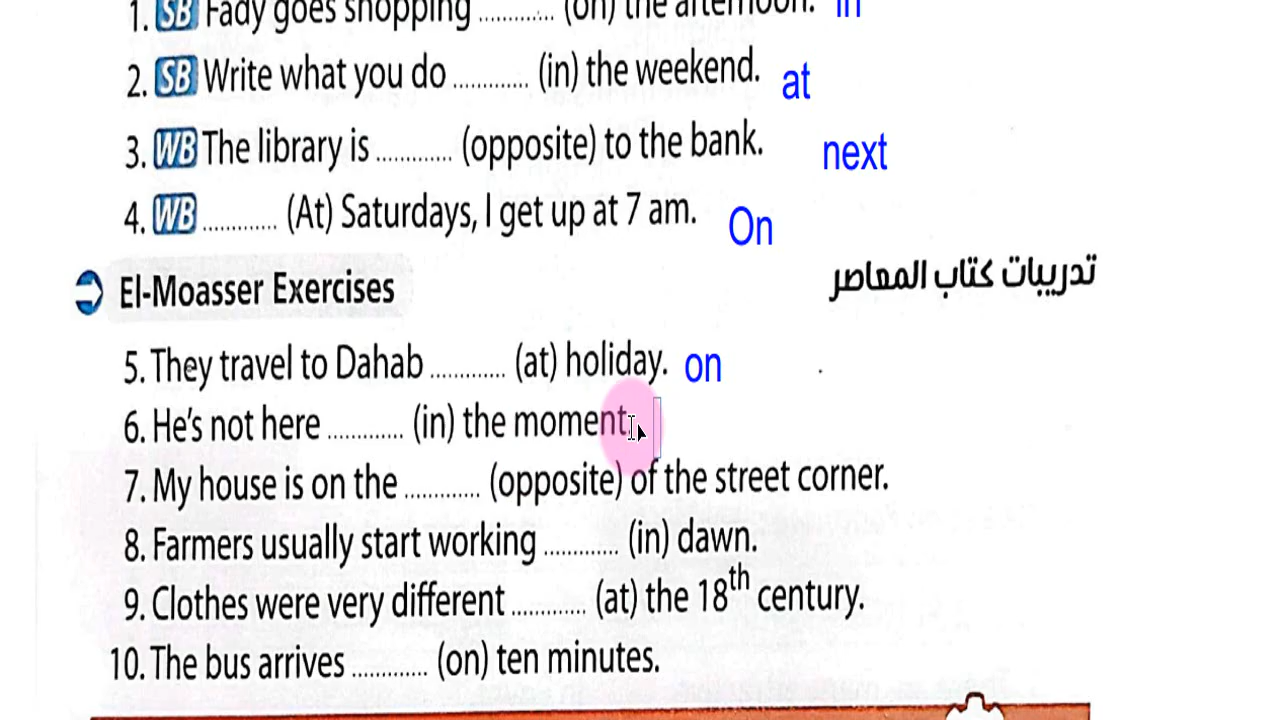 1. SB Fady goes shopping ............ (on) the afternoon. in
2. SB Write what you do ............ (in) the weekend. at
3. WB The library is ............ (opposite) to the bank. next
4. WB ............ (At) Saturdays, I get up at 7 am. On
El-Moasser Exercises تدريبات كتاب المعاصر
5. They travel to Dahab ............ (at) holiday. on
6. He's not here ............ (in) the moment.
7. My house is on the ............ (opposite) of the street corner.
8. Farmers usually start working ............ (in) dawn.
9. Clothes were very different ............ (at) the 18th century.
10. The bus arrives ............ (on) ten minutes.